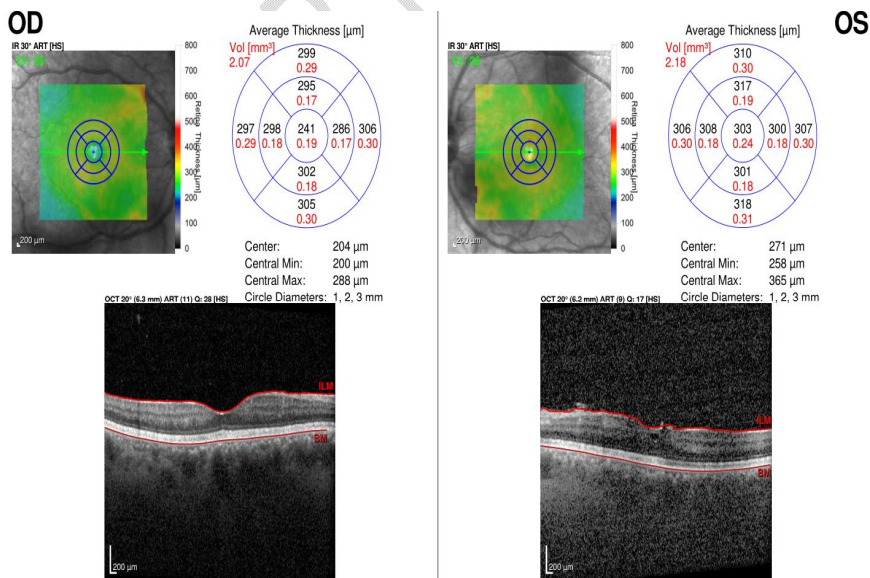 OD
IR 30° ART [HS]
800
700
600
500
400
300
200
100
0
Retina Thickness [µm]
200 µm
Average Thickness [µm]
Vol [mm³]
2.07
299
0.29
295
0.17
297 298 241 286 306
0.29 0.18 0.19 0.17 0.30
302
0.18
305
0.30
Center: 204 µm
Central Min: 200 µm
Central Max: 288 µm
Circle Diameters: 1, 2, 3 mm
OCT 20° (6.3 mm) ART (11) Q: 28 [HS]
ILM
BM
200 µm
OS
IR 30° ART [HS]
800
700
600
500
400
300
200
100
0
Retina Thickness [µm]
200 µm
Average Thickness [µm]
Vol [mm³]
2.18
310
0.30
317
0.19
306 308 303 300 307
0.30 0.18 0.24 0.18 0.30
301
0.18
318
0.31
Center: 271 µm
Central Min: 258 µm
Central Max: 365 µm
Circle Diameters: 1, 2, 3 mm
OCT 20° (6.2 mm) ART (9) Q: 17 [HS]
ILM
BM
200 µm